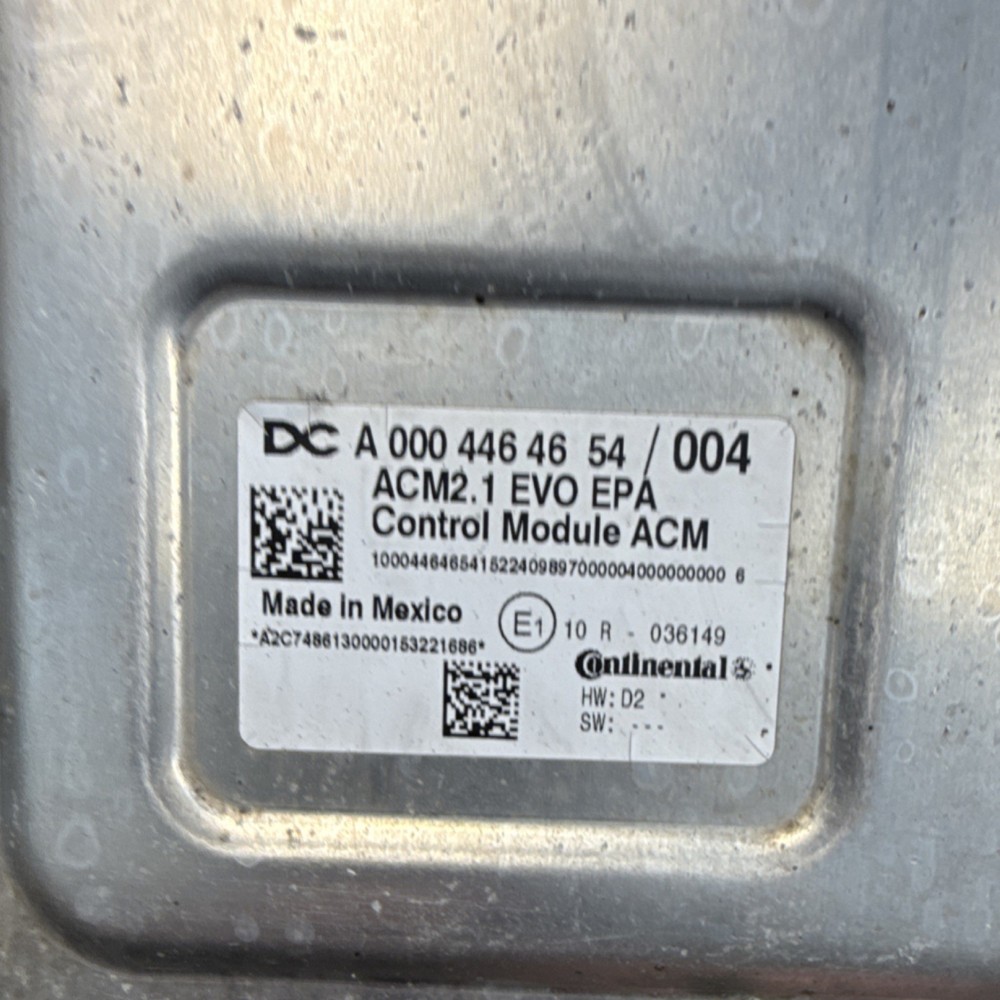 DC A 000 446 46 54 / 004
ACM2.1 EVO EPA
Control Module ACM
100044646541522409897000004000000000 6
Made in Mexico
*A2C7486130000153221686*
E1 10 R - 036149
Continental
HW: D2
SW: ---